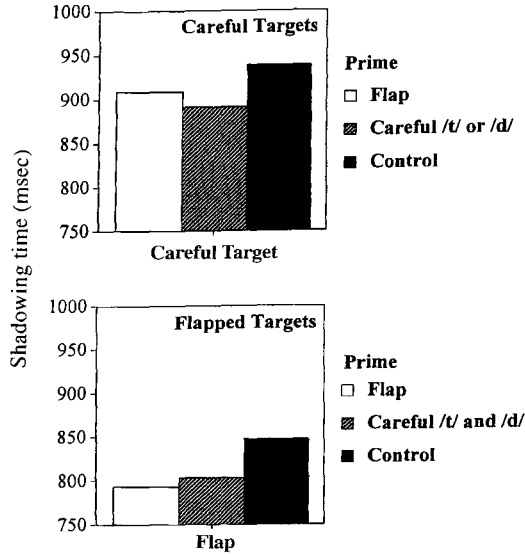 Shadowing time (msec)
1000
950
900
850
800
750
Careful Targets
Careful Target
Prime
Flap
Careful /t/ or /d/
Control
1000
950
900
850
800
750
Flapped Targets
Flap
Prime
Flap
Careful /t/ and /d/
Control